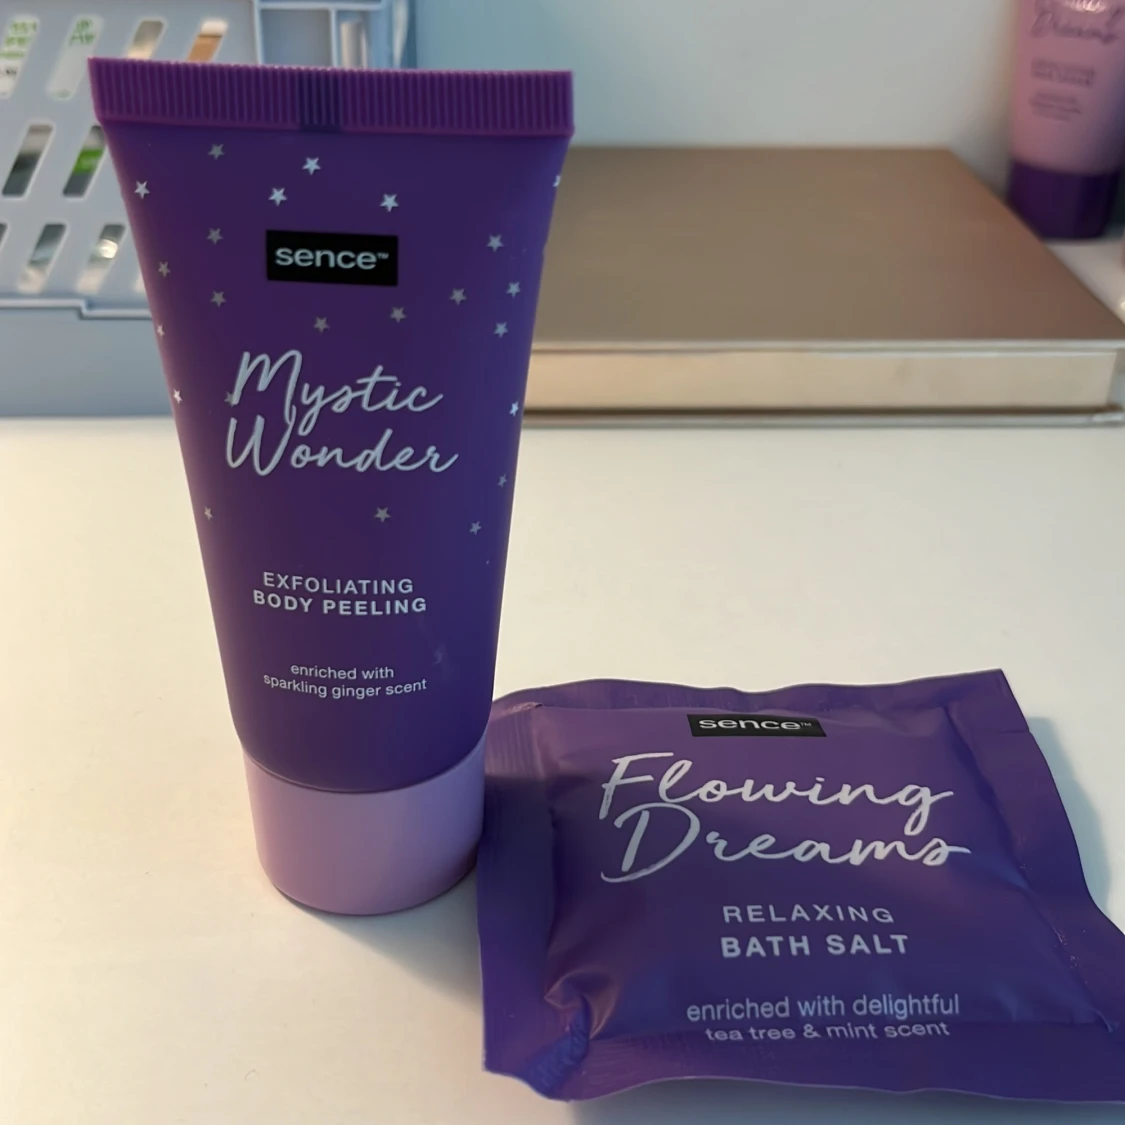 sence™
Mystic
Wonder
EXFOLIATING
BODY PEELING
enriched with
sparkling ginger scent
sence™
Flowing
Dreams
RELAXING
BATH SALT
enriched with delightful
tea tree & mint scent
Dreams